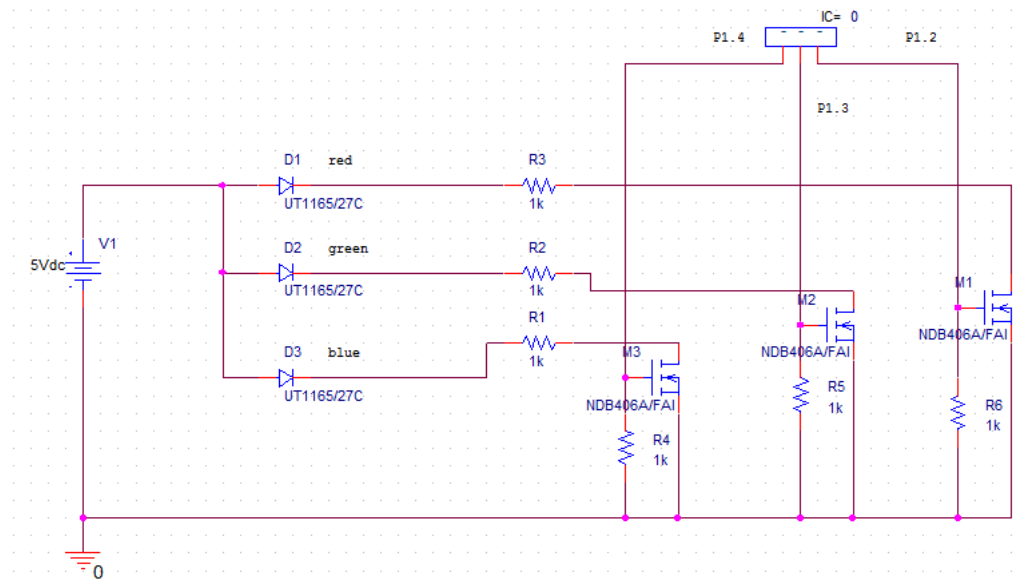 IC= 0
P1.4
P1.2
P1.3
D1 red
R3
UT1165/27C
1k
V1
5Vdc
D2 green
R2
UT1165/27C
1k
M1
M2
R1
NDB406A/FAI
D3 blue
1k
M3
NDB406A/FAI
UT1165/27C
R5
1k
NDB406A/FAI
R6
1k
R4
1k
0